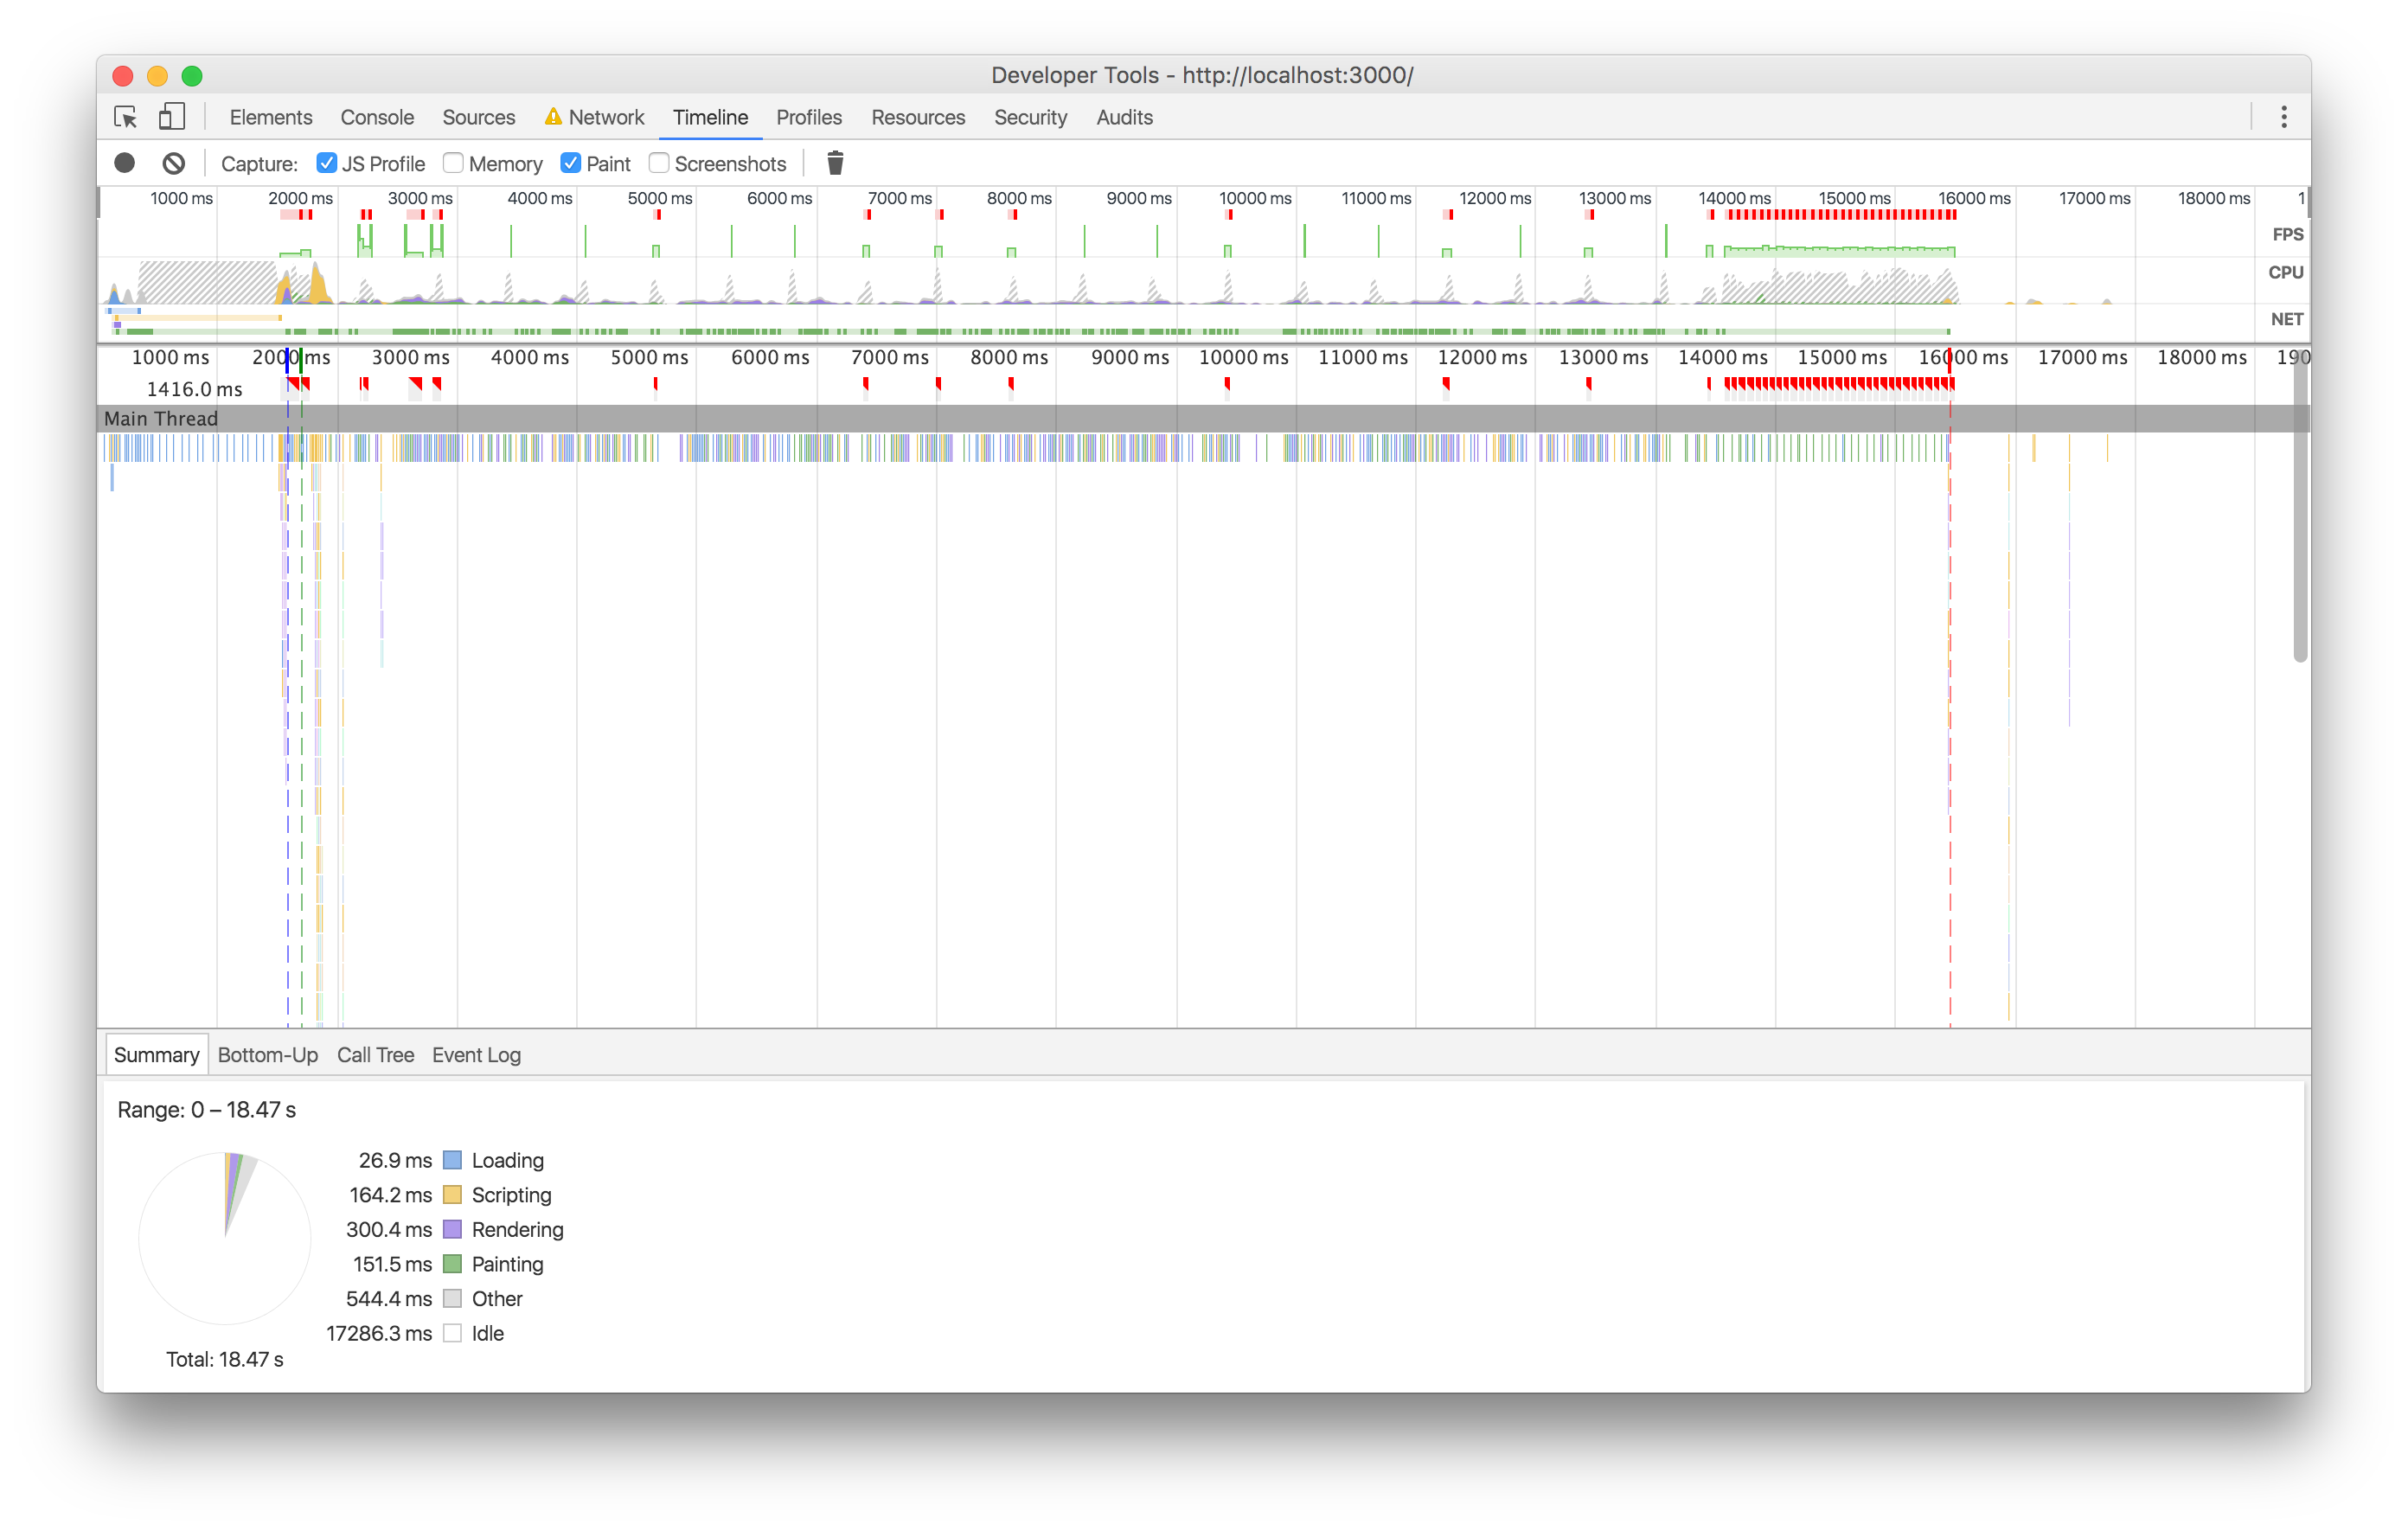 Developer Tools - http://localhost:3000/
Elements Console Sources Network Timeline Profiles Resources Security Audits
Capture: JS Profile Memory Paint Screenshots
1000 ms 2000 ms 3000 ms 4000 ms 5000 ms 6000 ms 7000 ms 8000 ms 9000 ms 10000 ms 11000 ms 12000 ms 13000 ms 14000 ms 15000 ms 16000 ms 17000 ms 18000 ms 1
FPS
CPU
NET
1000 ms 2000 ms 3000 ms 4000 ms 5000 ms 6000 ms 7000 ms 8000 ms 9000 ms 10000 ms 11000 ms 12000 ms 13000 ms 14000 ms 15000 ms 16000 ms 17000 ms 18000 ms 190
1416.0 ms
Main Thread
Summary Bottom-Up Call Tree Event Log
Range: 0 – 18.47 s
26.9 ms Loading
164.2 ms Scripting
300.4 ms Rendering
151.5 ms Painting
544.4 ms Other
17286.3 ms Idle
Total: 18.47 s